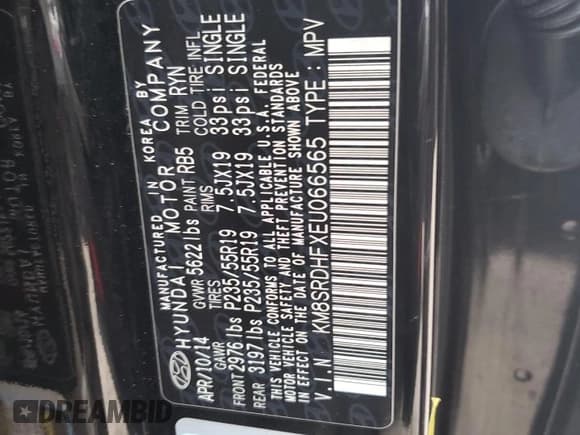 MANUFACTURED IN KOREA BY
HYUNDAI MOTOR COMPANY
APR/10/14 GVWR 5622 lbs PAINT RB5 TRIM RYN
GAWR TIRES RIMS COLD TIRE INFL
FRONT 2976 lbs P235/55R19 7.5JX19 33psi SINGLE
REAR 3197 lbs P235/55R19 7.5JX19 33psi SINGLE
THIS VEHICLE CONFORMS TO ALL APPLICABLE U.S.A. FEDERAL
MOTOR VEHICLE SAFETY AND THEFT PREVENTION STANDARDS
IN EFFECT ON THE DATE OF MANUFACTURE SHOWN ABOVE
V.I.N KM8SRDHFXEU066565 TYPE : MPV
DREAMBID